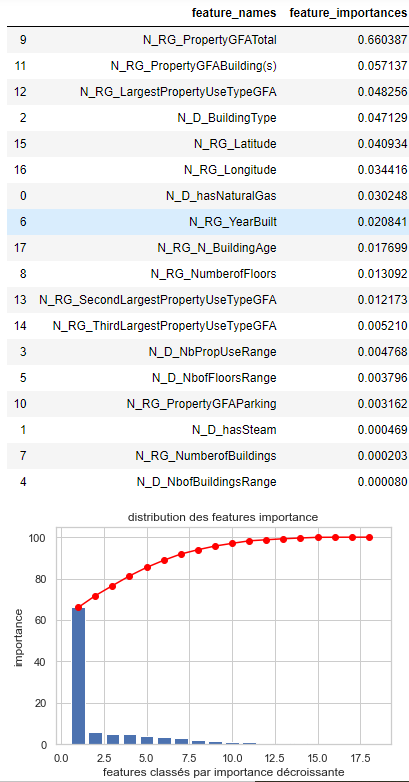 feature_names feature_importances
9 N_RG_PropertyGFATotal 0.660387
11 N_RG_PropertyGFABuilding(s) 0.057137
12 N_RG_LargestPropertyUseTypeGFA 0.048256
2 N_D_BuildingType 0.047129
15 N_RG_Latitude 0.040934
16 N_RG_Longitude 0.034416
0 N_D_hasNaturalGas 0.030248
6 N_RG_YearBuilt 0.020841
17 N_RG_N_BuildingAge 0.017699
8 N_RG_NumberofFloors 0.013092
13 N_RG_SecondLargestPropertyUseTypeGFA 0.012173
14 N_RG_ThirdLargestPropertyUseTypeGFA 0.005210
3 N_D_NbPropUseRange 0.004768
5 N_D_NbofFloorsRange 0.003796
10 N_RG_PropertyGFAParking 0.003162
1 N_D_hasSteam 0.000469
7 N_RG_NumberofBuildings 0.000203
4 N_D_NbofBuildingsRange 0.000080
distribution des features importance
100
80
60
40
20
0
importance
0.0 2.5 5.0 7.5 10.0 12.5 15.0 17.5
features classés par importance décroissante